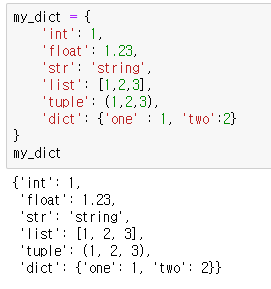 my_dict = {
    'int': 1,
    'float': 1.23,
    'str': 'string',
    'list': [1,2,3],
    'tuple': (1,2,3),
    'dict': {'one' : 1, 'two':2}
}
my_dict
{'int': 1,
 'float': 1.23,
 'str': 'string',
 'list': [1, 2, 3],
 'tuple': (1, 2, 3),
 'dict': {'one': 1, 'two': 2}}